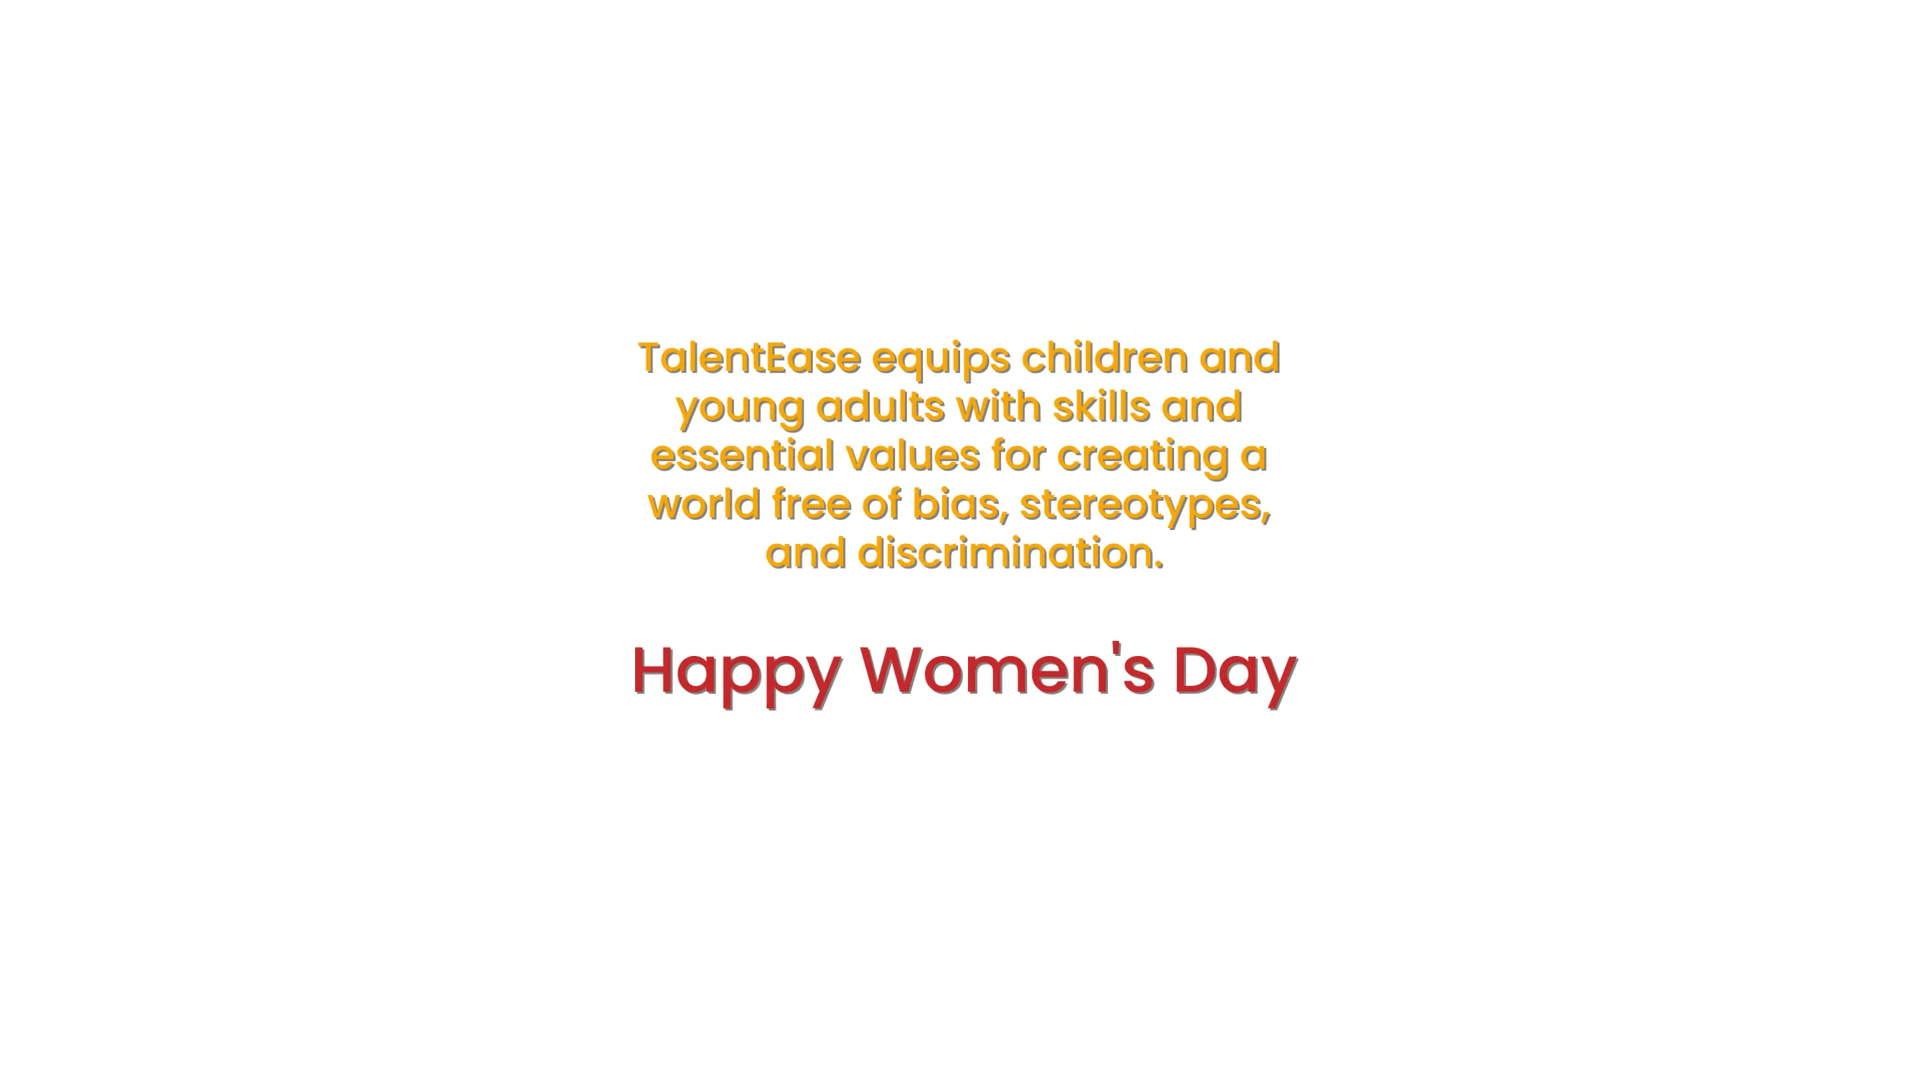 TalentEase equips children and
young adults with skills and
essential values for creating a
world free of bias, stereotypes,
and discrimination.
Happy Women's Day